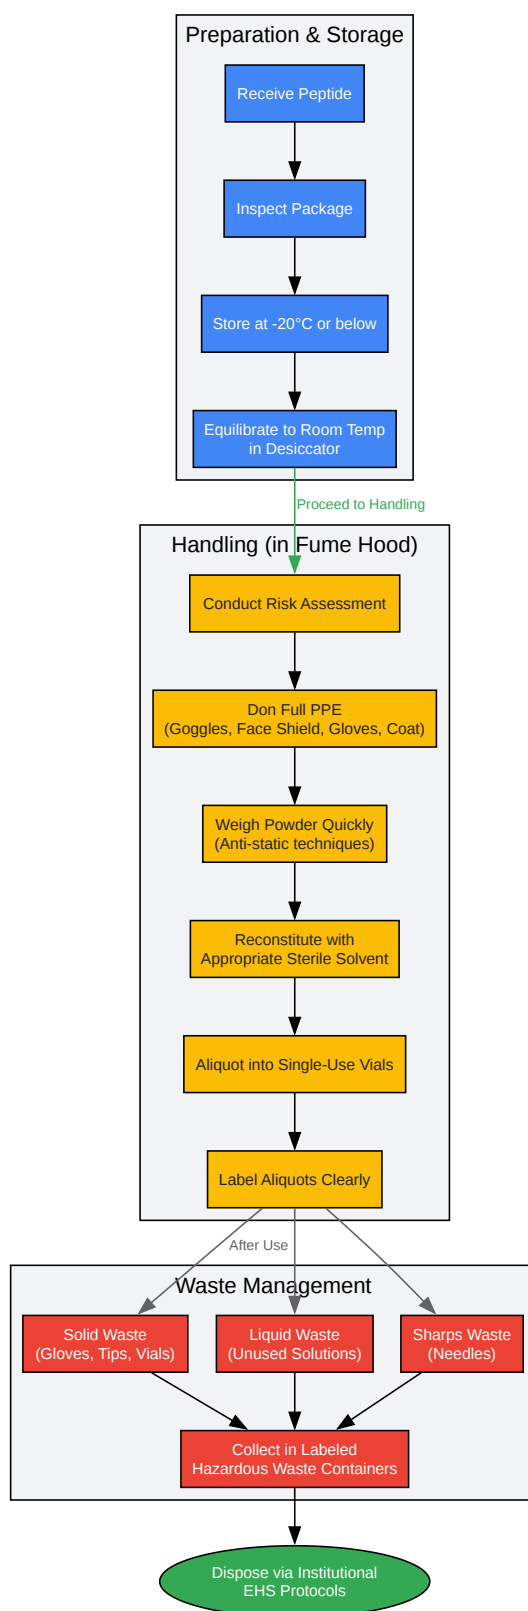 Preparation & Storage
Receive Peptide
Inspect Package
Store at -20°C or below
Equilibrate to Room Temp
in Desiccator
Proceed to Handling
Handling (in Fume Hood)
Conduct Risk Assessment
Don Full PPE
(Goggles, Face Shield, Gloves, Coat)
Weigh Powder Quickly
(Anti-static techniques)
Reconstitute with
Appropriate Sterile Solvent
Aliquot into Single-Use Vials
Label Aliquots Clearly
After Use
Waste Management
Solid Waste
(Gloves, Tips, Vials)
Liquid Waste
(Unused Solutions)
Sharps Waste
(Needles)
Collect in Labeled
Hazardous Waste Containers
Dispose via Institutional
EHS Protocols